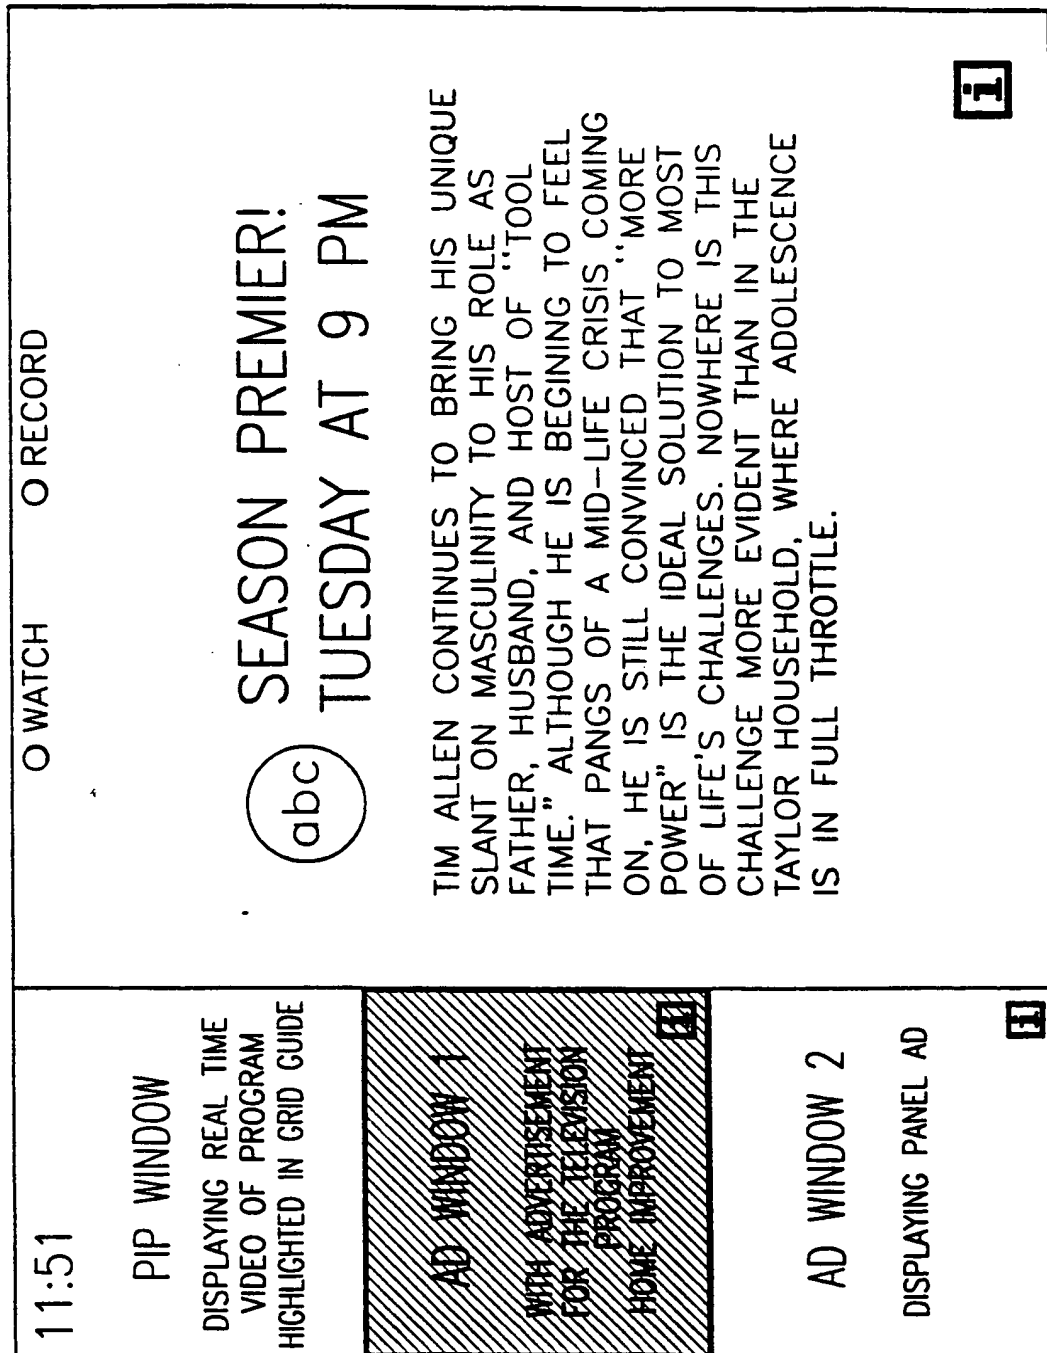 11:51
PIP WINDOW
DISPLAYING REAL TIME
VIDEO OF PROGRAM
HIGHLIGHTED IN GRID GUIDE
AD WINDOW 1
WITH ADVERTISEMENT
FOR THE TELEVISION
PROGRAM
HOME IMPROVEMENT
i
AD WINDOW 2
DISPLAYING PANEL AD
i
O WATCH O RECORD
abc
SEASON PREMIER!
TUESDAY AT 9 PM
TIM ALLEN CONTINUES TO BRING HIS UNIQUE
SLANT ON MASCULINITY TO HIS ROLE AS
FATHER, HUSBAND, AND HOST OF ``TOOL
TIME." ALTHOUGH HE IS BEGINING TO FEEL
THAT PANGS OF A MID-LIFE CRISIS COMING
ON, HE IS STILL CONVINCED THAT ``MORE
POWER" IS THE IDEAL SOLUTION TO MOST
OF LIFE'S CHALLENGES. NOWHERE IS THIS
CHALLENGE MORE EVIDENT THAN IN THE
TAYLOR HOUSEHOLD, WHERE ADOLESCENCE
IS IN FULL THROTTLE.
i